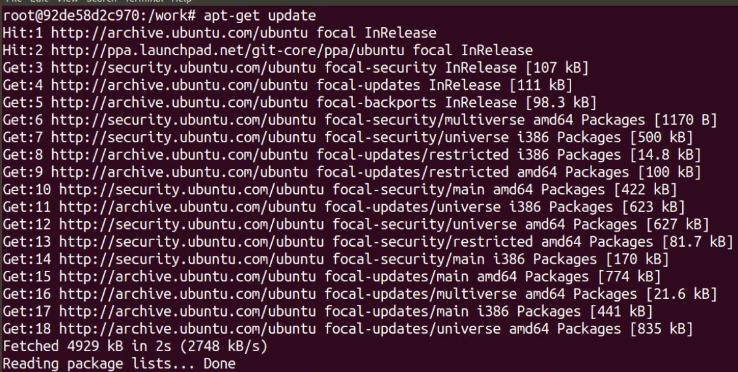 root@92de58d2c970:/work# apt-get update
Hit:1 http://archive.ubuntu.com/ubuntu focal InRelease
Hit:2 http://ppa.launchpad.net/git-core/ppa/ubuntu focal InRelease
Get:3 http://security.ubuntu.com/ubuntu focal-security InRelease [107 kB]
Get:4 http://archive.ubuntu.com/ubuntu focal-updates InRelease [111 kB]
Get:5 http://archive.ubuntu.com/ubuntu focal-backports InRelease [98.3 kB]
Get:6 http://security.ubuntu.com/ubuntu focal-security/multiverse amd64 Packages [1170 B]
Get:7 http://security.ubuntu.com/ubuntu focal-security/universe i386 Packages [500 kB]
Get:8 http://archive.ubuntu.com/ubuntu focal-updates/restricted i386 Packages [14.8 kB]
Get:9 http://archive.ubuntu.com/ubuntu focal-updates/restricted amd64 Packages [100 kB]
Get:10 http://security.ubuntu.com/ubuntu focal-security/main amd64 Packages [422 kB]
Get:11 http://archive.ubuntu.com/ubuntu focal-updates/universe i386 Packages [623 kB]
Get:12 http://security.ubuntu.com/ubuntu focal-security/universe amd64 Packages [627 kB]
Get:13 http://security.ubuntu.com/ubuntu focal-security/restricted amd64 Packages [81.7 kB]
Get:14 http://security.ubuntu.com/ubuntu focal-security/main i386 Packages [170 kB]
Get:15 http://archive.ubuntu.com/ubuntu focal-updates/main amd64 Packages [774 kB]
Get:16 http://archive.ubuntu.com/ubuntu focal-updates/multiverse amd64 Packages [21.6 kB]
Get:17 http://archive.ubuntu.com/ubuntu focal-updates/main i386 Packages [441 kB]
Get:18 http://archive.ubuntu.com/ubuntu focal-updates/universe amd64 Packages [835 kB]
Fetched 4929 kB in 2s (2748 kB/s)
Reading package lists... Done